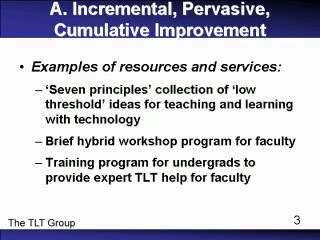 A. Incremental, Pervasive,
Cumulative Improvement
• Examples of resources and services:
– ‘Seven principles’ collection of ‘low
threshold’ ideas for teaching and learning
with technology
– Brief hybrid workshop program for faculty
– Training program for undergrads to
provide expert TLT help for faculty
The TLT Group
3